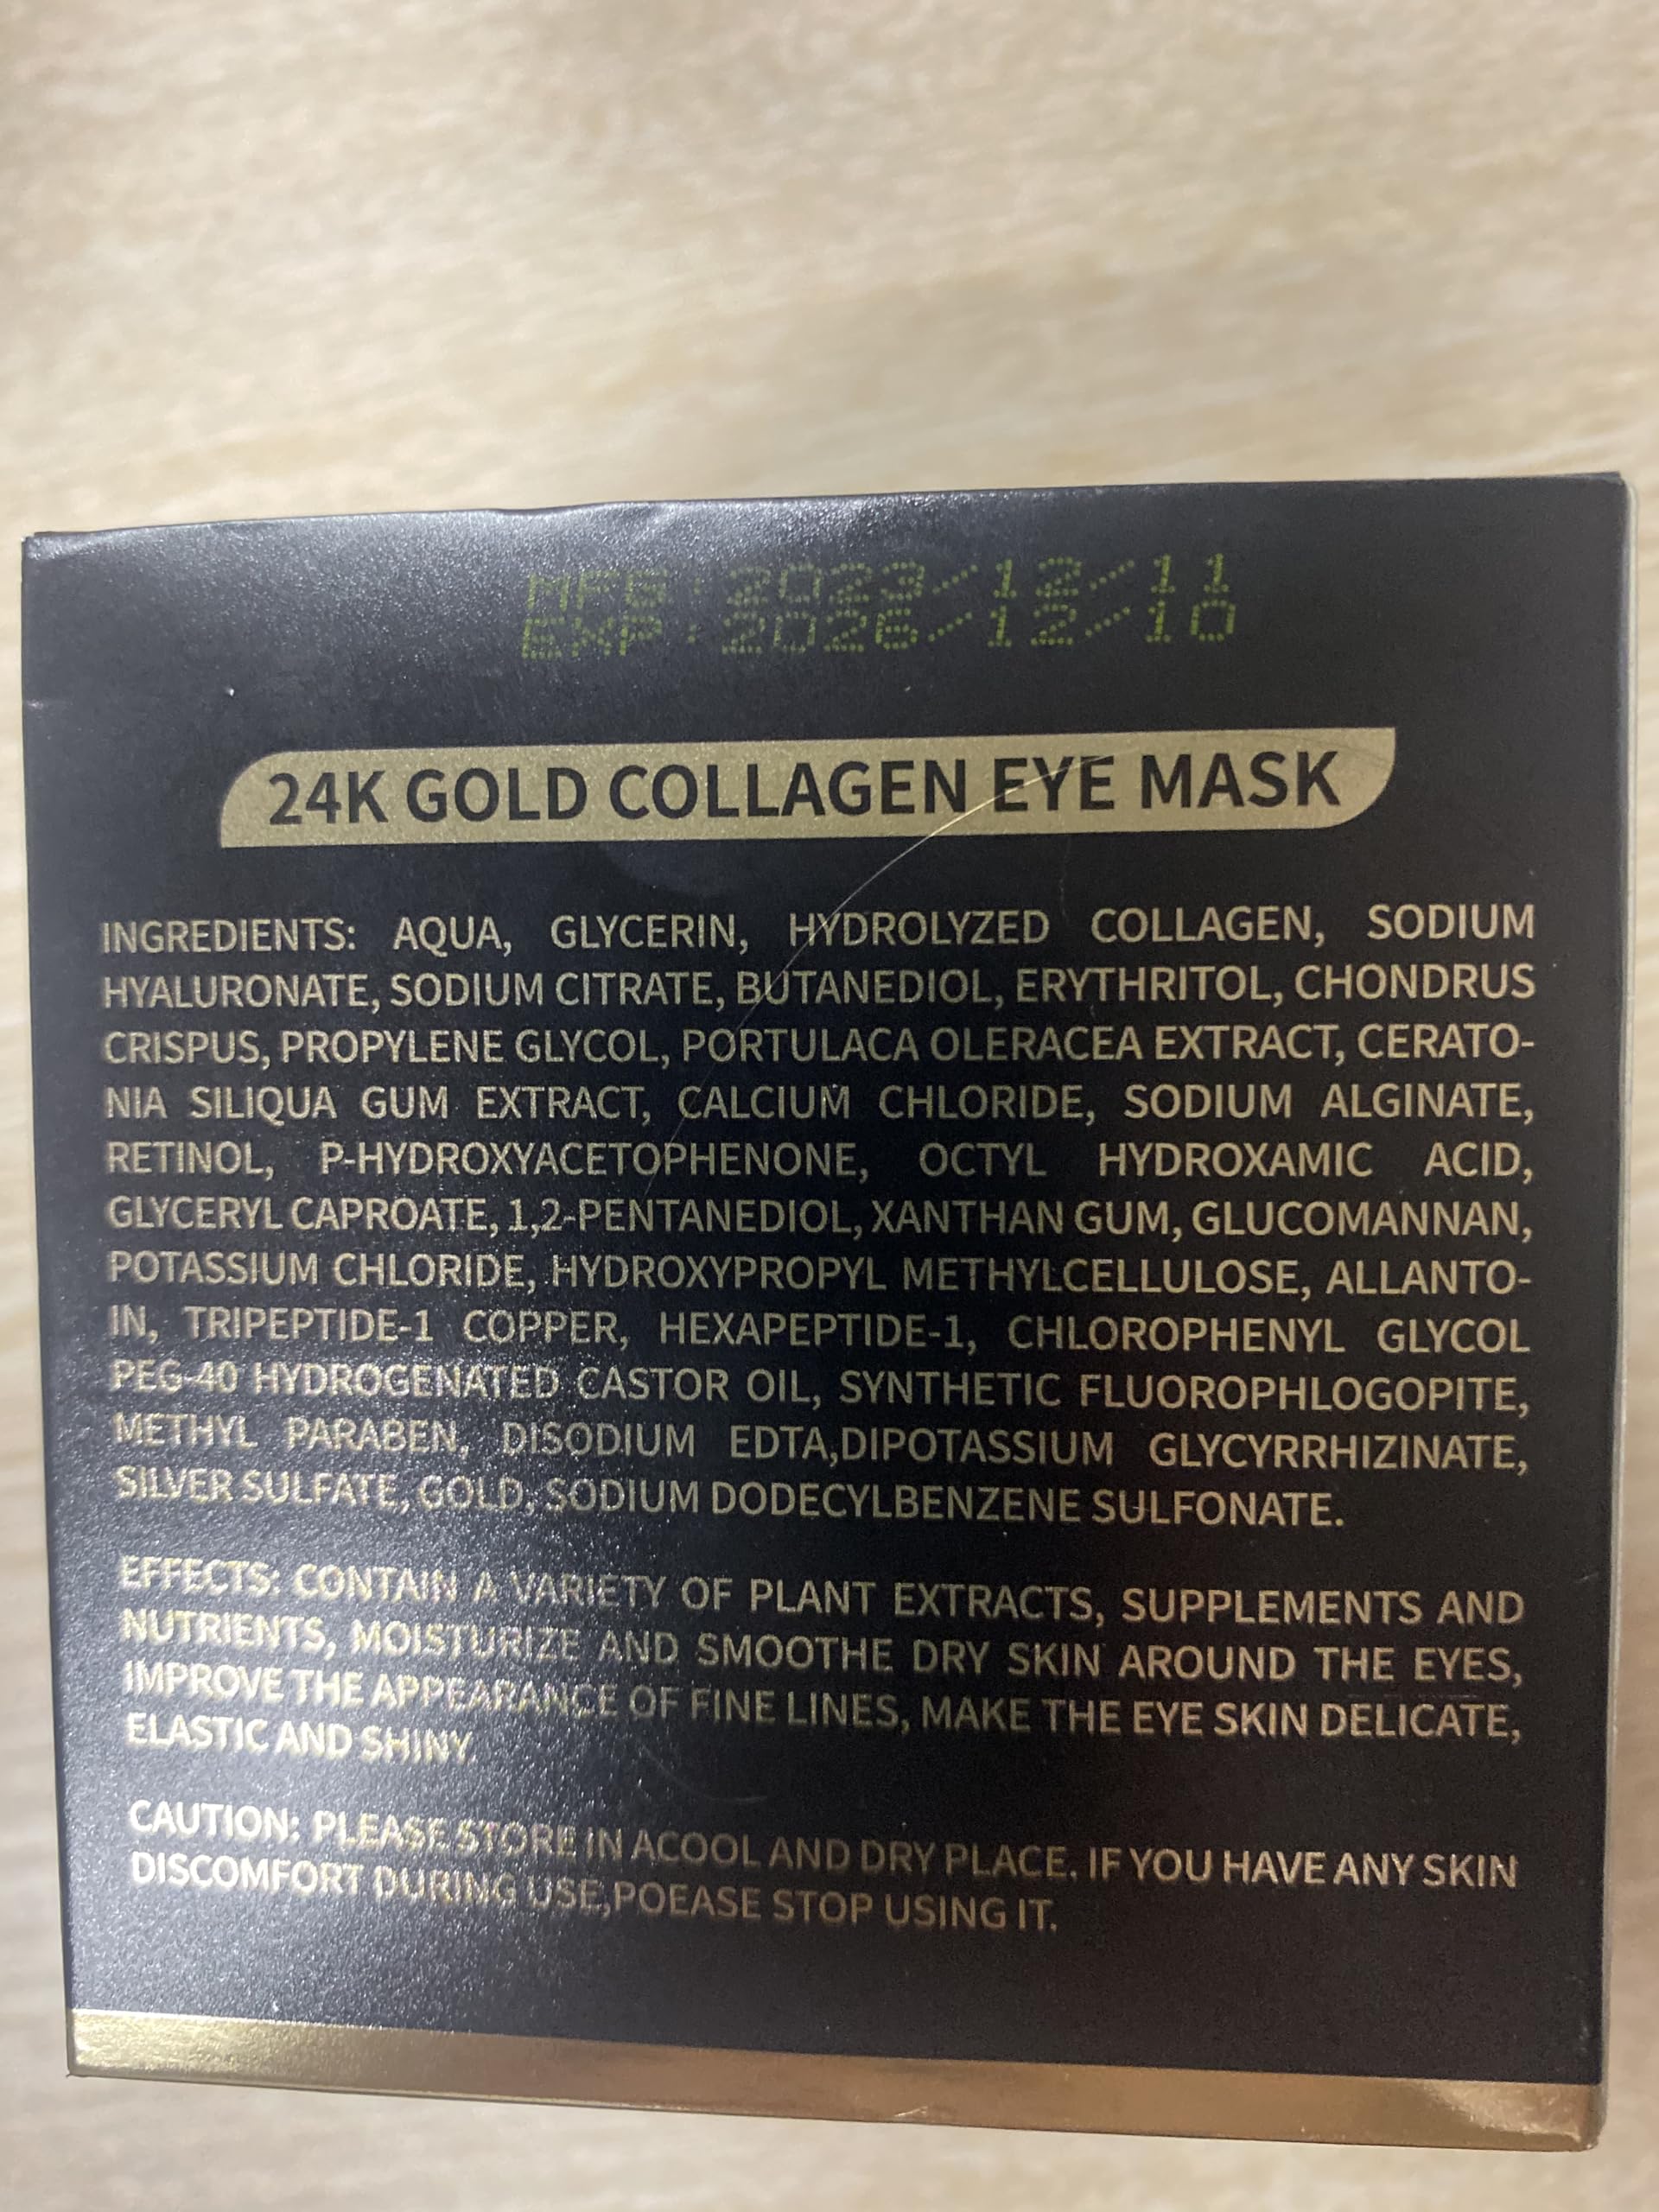 MFG:2023/12/11
EXP:2026/12/10
24K GOLD COLLAGEN EYE MASK
INGREDIENTS: AQUA, GLYCERIN, HYDROLYZED COLLAGEN, SODIUM
HYALURONATE, SODIUM CITRATE, BUTANEDIOL, ERYTHRITOL, CHONDRUS
CRISPUS, PROPYLENE GLYCOL, PORTULACA OLERACEA EXTRACT, CERATO-
NIA SILIQUA GUM EXTRACT, CALCIUM CHLORIDE, SODIUM ALGINATE,
RETINOL, P-HYDROXYACETOPHENONE, OCTYL HYDROXAMIC ACID,
GLYCERYL CAPROATE, 1,2-PENTANEDIOL, XANTHAN GUM, GLUCOMANNAN,
POTASSIUM CHLORIDE, HYDROXYPROPYL METHYLCELLULOSE, ALLANTO-
IN, TRIPEPTIDE-1 COPPER, HEXAPEPTIDE-1, CHLOROPHENYL GLYCOL
PEG-40 HYDROGENATED CASTOR OIL, SYNTHETIC FLUOROPHLOGOPITE,
METHYL PARABEN, DISODIUM EDTA,DIPOTASSIUM GLYCYRRHIZINATE,
SILVER SULFATE, GOLD, SODIUM DODECYLBENZENE SULFONATE.
EFFECTS: CONTAIN A VARIETY OF PLANT EXTRACTS, SUPPLEMENTS AND
NUTRIENTS, MOISTURIZE AND SMOOTHE DRY SKIN AROUND THE EYES,
IMPROVE THE APPEARANCE OF FINE LINES, MAKE THE EYE SKIN DELICATE,
ELASTIC AND SHINY.
CAUTION: PLEASE STORE IN ACOOL AND DRY PLACE. IF YOU HAVE ANY SKIN
DISCOMFORT DURING USE,POEASE STOP USING IT.